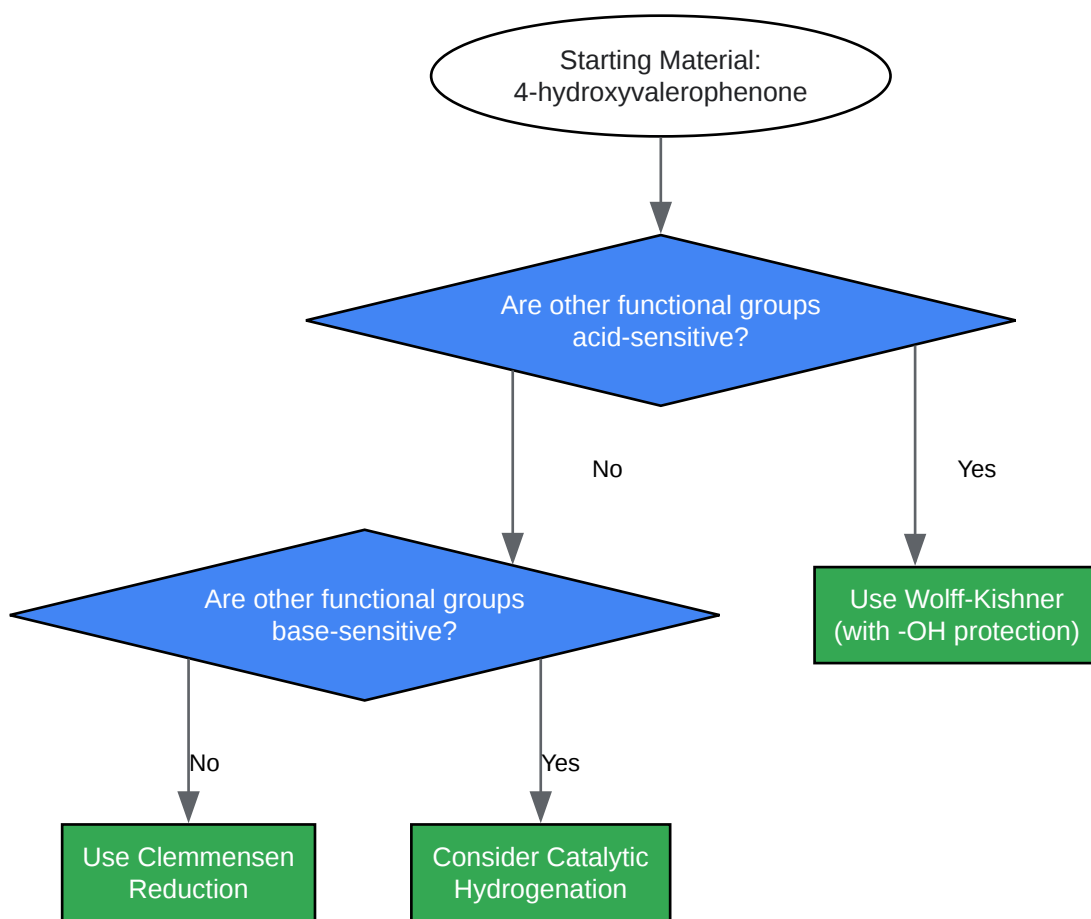 Starting Material:
4-hydroxyvalerophenone
Are other functional groups
acid-sensitive?
No
Yes
Are other functional groups
base-sensitive?
Use Wolff-Kishner
(with -OH protection)
No
Yes
Use Clemmensen
Reduction
Consider Catalytic
Hydrogenation